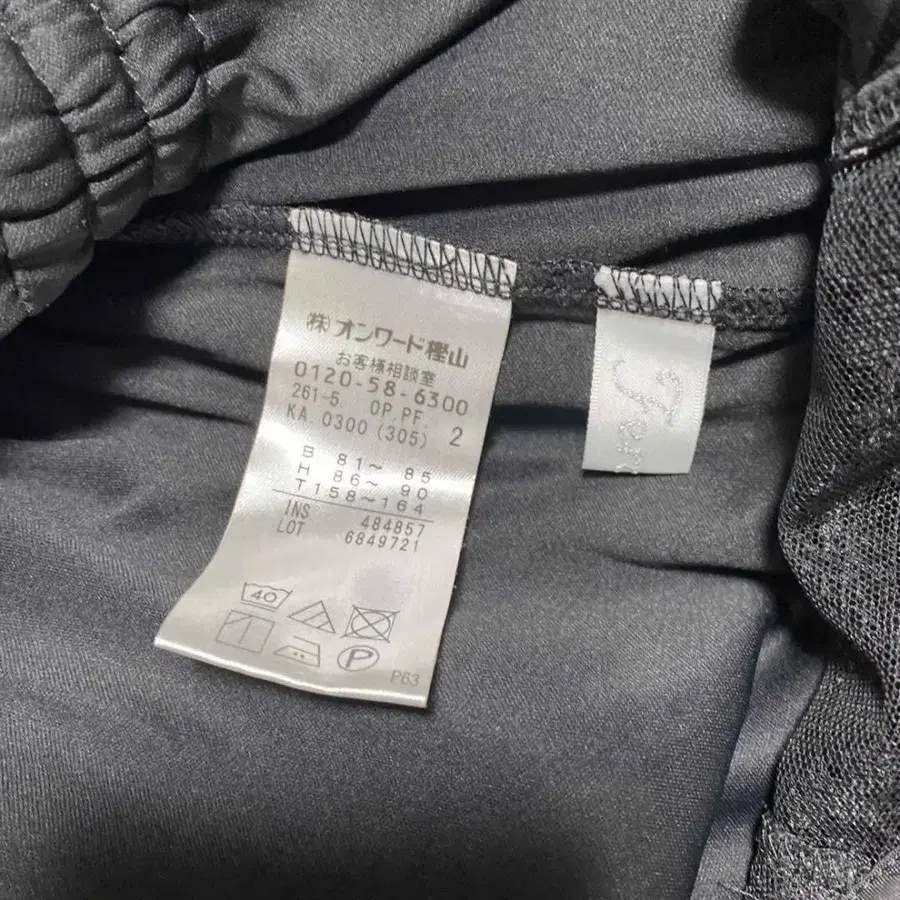 ㈱オンワード樫山
お客様相談室
0120-58-6300
261-6 OP.PF.
KA.0300 (305) 2
B 81～ 85
H 86～ 90
T 158～164
INS 484857
LOT 6849721
40
P
P63